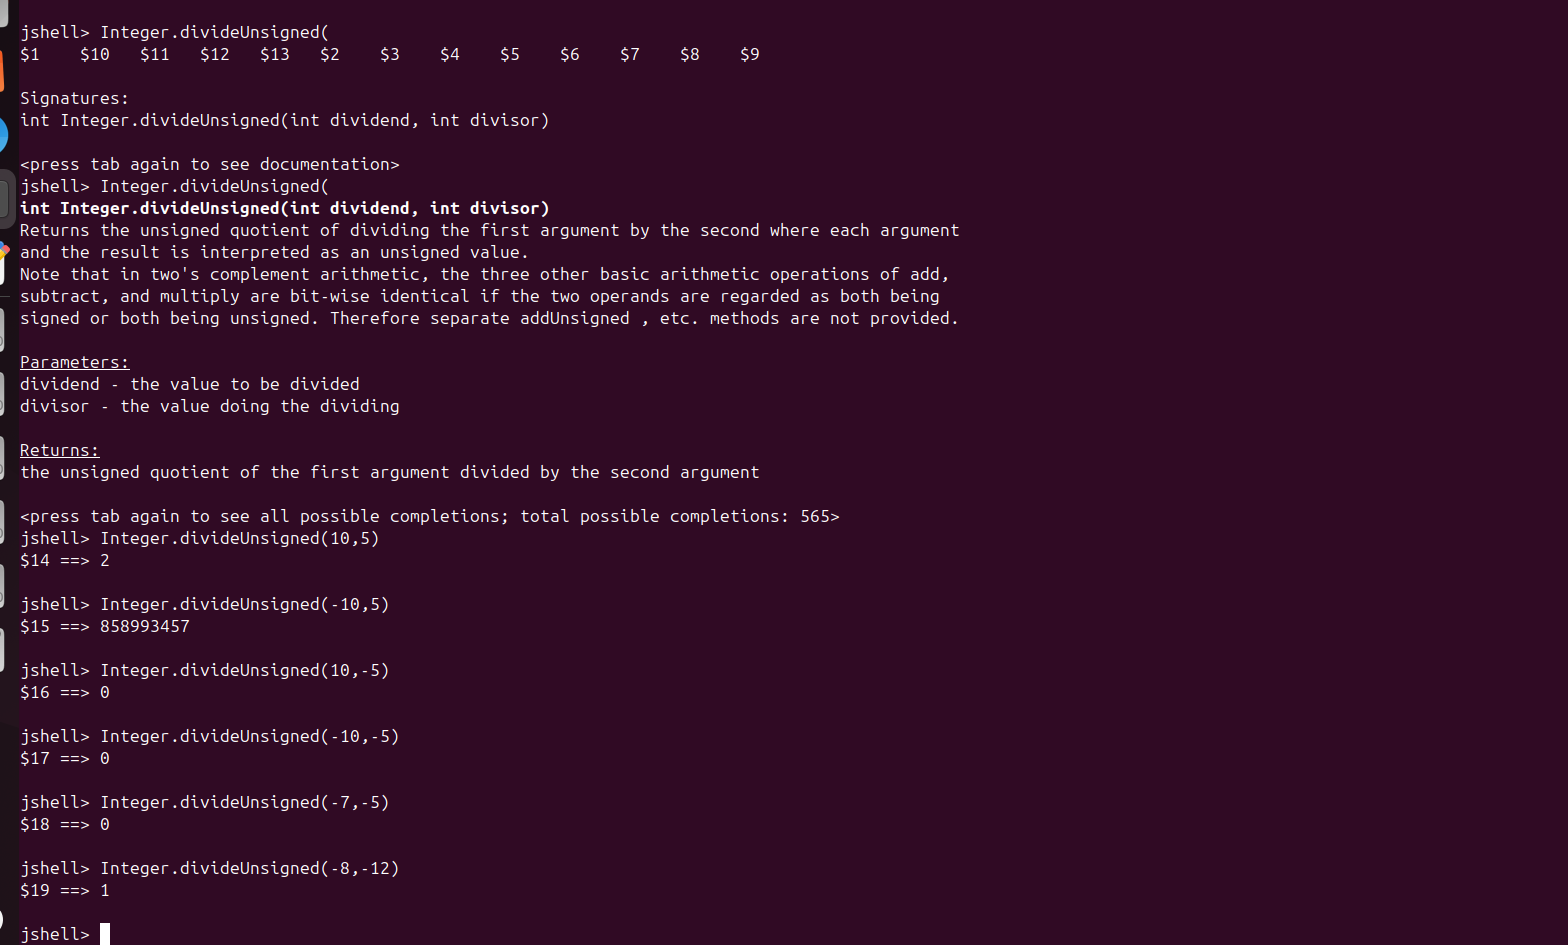 jshell> Integer.divideUnsigned(
$1    $10   $11   $12   $13   $2    $3    $4    $5    $6    $7    $8    $9
Signatures:
int Integer.divideUnsigned(int dividend, int divisor)
<press tab again to see documentation>
jshell> Integer.divideUnsigned(
int Integer.divideUnsigned(int dividend, int divisor)
Returns the unsigned quotient of dividing the first argument by the second where each argument
and the result is interpreted as an unsigned value.
Note that in two's complement arithmetic, the three other basic arithmetic operations of add,
subtract, and multiply are bit-wise identical if the two operands are regarded as both being
signed or both being unsigned. Therefore separate addUnsigned , etc. methods are not provided.
Parameters:
dividend - the value to be divided
divisor - the value doing the dividing
Returns:
the unsigned quotient of the first argument divided by the second argument
<press tab again to see all possible completions; total possible completions: 565>
jshell> Integer.divideUnsigned(10,5)
$14 ==> 2
jshell> Integer.divideUnsigned(-10,5)
$15 ==> 858993457
jshell> Integer.divideUnsigned(10,-5)
$16 ==> 0
jshell> Integer.divideUnsigned(-10,-5)
$17 ==> 0
jshell> Integer.divideUnsigned(-7,-5)
$18 ==> 0
jshell> Integer.divideUnsigned(-8,-12)
$19 ==> 1
jshell>